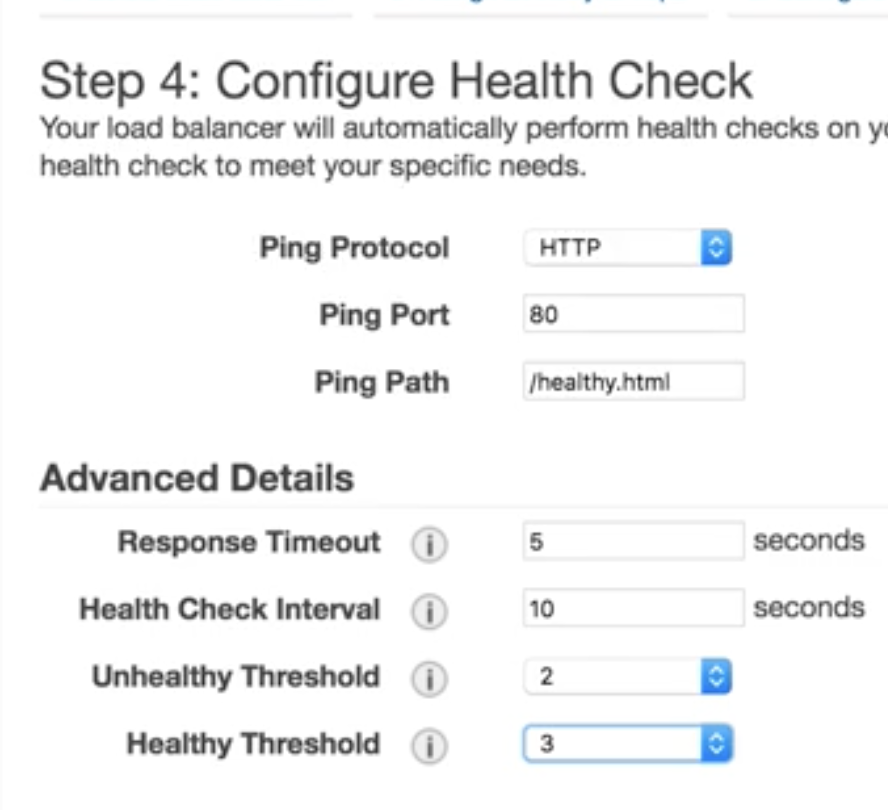 Step 4: Configure Health Check
Your load balancer will automatically perform health checks on
health check to meet your specific needs.
Ping Protocol HTTP
Ping Port 80
Ping Path /healthy.html
Advanced Details
Response Timeout i 5 seconds
Health Check Interval i 10 seconds
Unhealthy Threshold i 2
Healthy Threshold i 3